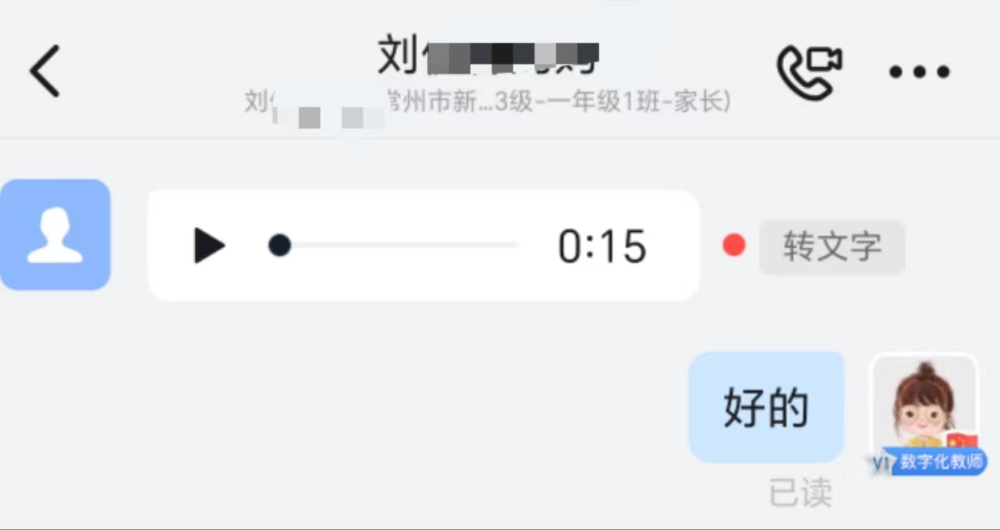 刘
刘 常州市新...3级-一年级1班-家长)
0:15
转文字
好的
V1 数字化教师
已读